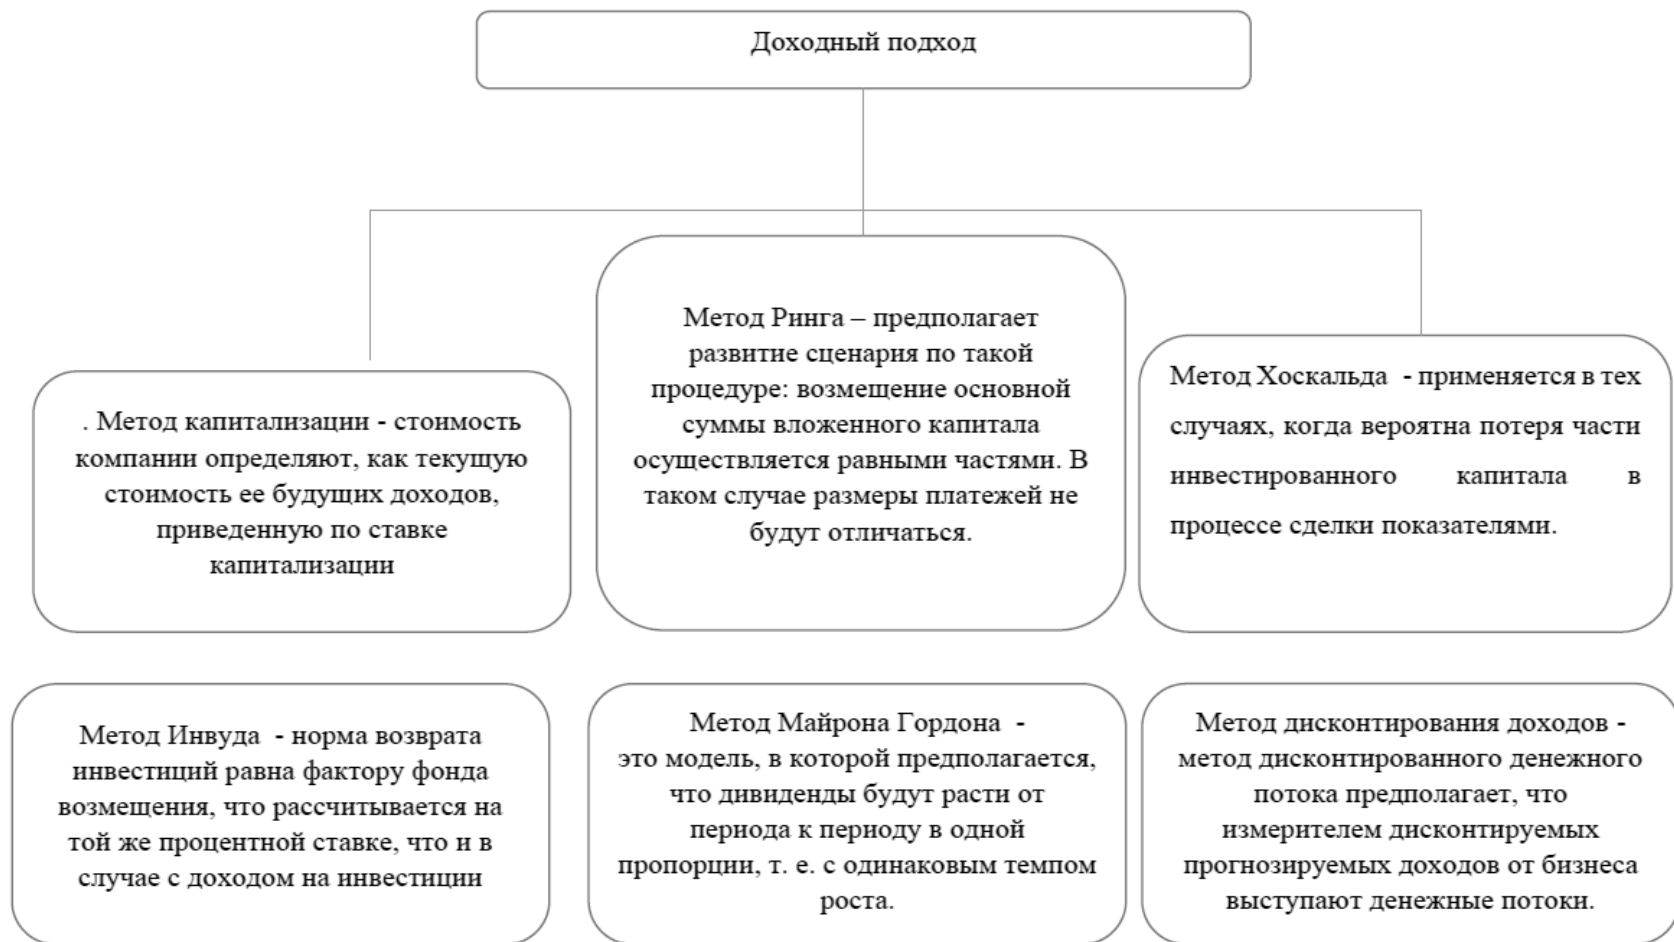 Доходный подход
. Метод капитализации - стоимость
компании определяют, как текущую
стоимость ее будущих доходов,
приведенную по ставке
капитализации
Метод Ринга – предполагает
развитие сценария по такой
процедуре: возмещение основной
суммы вложенного капитала
осуществляется равными частями. В
таком случае размеры платежей не
будут отличаться.
Метод Хоскальда - применяется в тех
случаях, когда вероятна потеря части
инвестированного капитала в
процессе сделки показателями.
Метод Инвуда - норма возврата
инвестиций равна фактору фонда
возмещения, что рассчитывается на
той же процентной ставке, что и в
случае с доходом на инвестиции
Метод Майрона Гордона -
это модель, в которой предполагается,
что дивиденды будут расти от
периода к периоду в одной
пропорции, т. е. с одинаковым темпом
роста.
Метод дисконтирования доходов -
метод дисконтированного денежного
потока предполагает, что
измерителем дисконтируемых
прогнозируемых доходов от бизнеса
выступают денежные потоки.